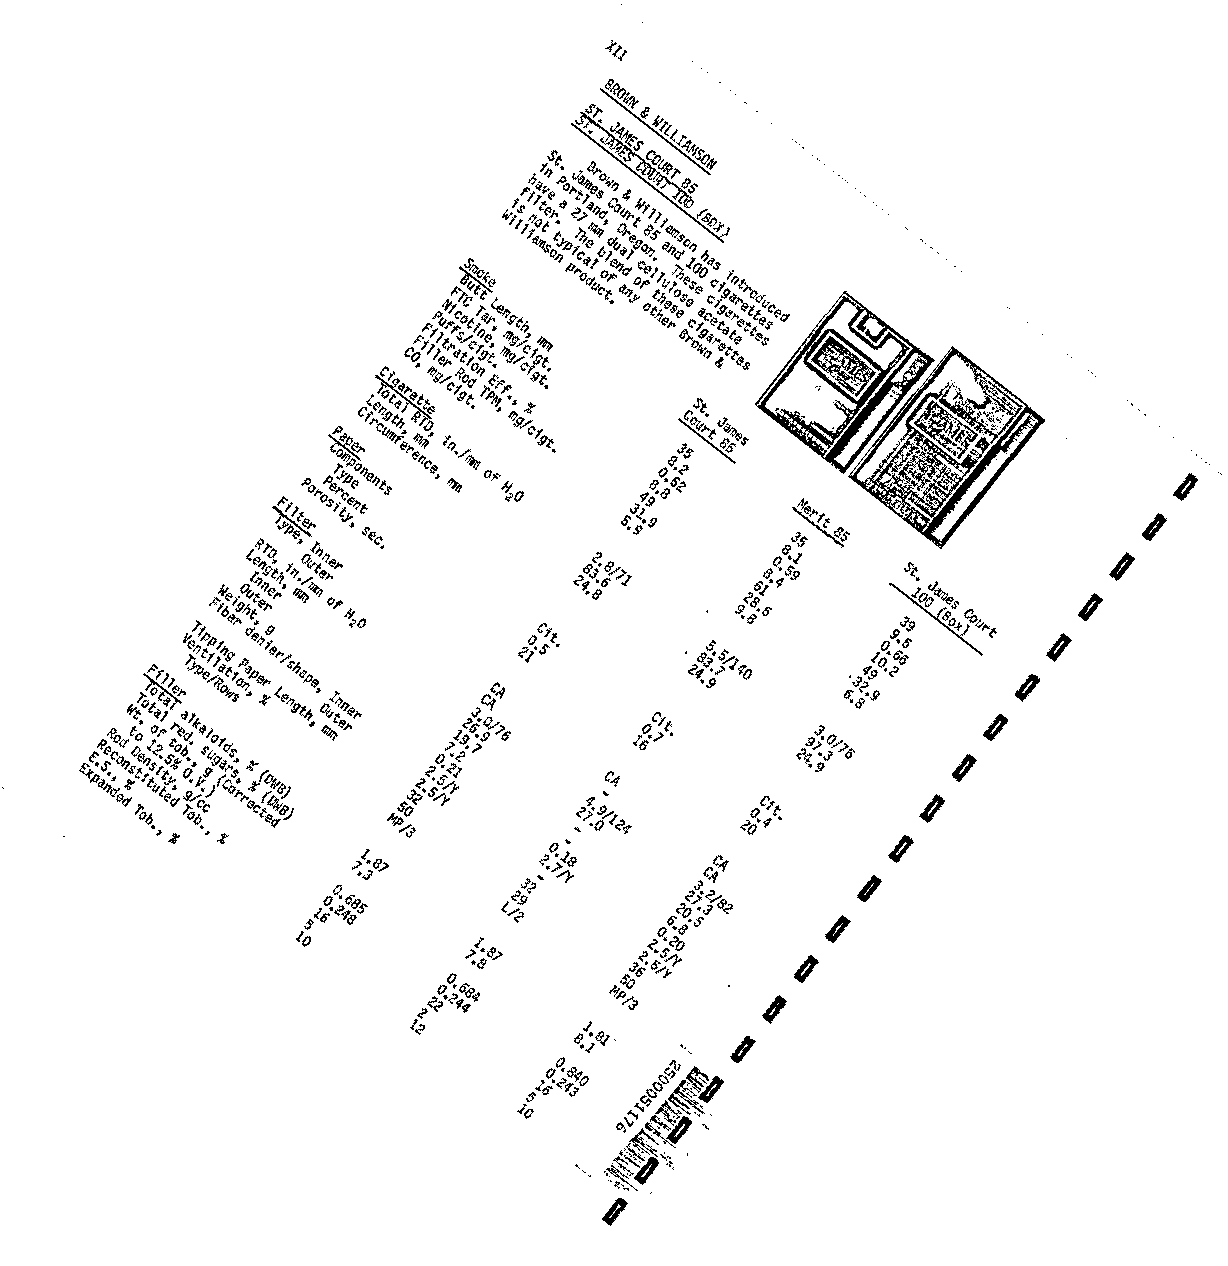 XII
BROWN & WILLIAMSON
ST. JAMES COURT 85
ST. JAMES COURT 100 (BOX)
Brown & Williamson has introduced
St. James Court 85 and 100 cigarettes
in Portland, Oregon. These cigarettes
have a 27 mm dual cellulose acetate
filter. The blend of these cigarettes
is not typical of any other Brown &
Williamson product.
St. James Court 85 Merit 85 St. James Court 100 (Box)
Smoke
Butt Length, mm 35 35 39
FTC Tar, mg/cigt. 8.2 8.1 9.5
Nicotine, mg/cigt. 0.52 0.59 0.66
Puffs/cigt. 8.8 8.4 10.2
Filtration Eff., % 49 61 49
Filler Rod TPM, mg/cigt. 31.9 28.5 32.9
CO, mg/cigt. 5.9 9.8 6.8
Cigarette
Total RTD, in./mm of H2O 2.8/71 5.5/140 3.0/76
Length, mm 83.6 83.7 97.3
Circumference, mm 24.8 24.9 24.9
Paper
Components
Type Cit. Cit. Cit.
Percent 0.5 0.7 0.4
Porosity, sec. 21 16 20
Filter
Type, Inner CA CA CA
Outer CA - CA
RTD, in./mm of H2O 3.0/76 4.9/124 3.2/82
Length, mm 26.9 27.0 27.3
Inner 19.7 - 20.5
Outer 7.2 - 6.8
Weight, g 0.21 0.18 0.20
Fiber denier/shape, Inner 2.5/Y 2.7/Y 2.5/Y
Outer 2.5/Y - 2.5/Y
Tipping Paper Length, mm 32 32 36
Ventilation, % 50 29 50
Type/Rows MP/3 L/2 MP/3
Filler
Total alkaloids, % (DWB) 1.87 1.87 1.81
Total red. sugars, % (DWB) 7.3 7.8 8.1
Wt. of tob., g (Corrected
to 12.5% O.V.) 0.685 0.684 0.840
Rod Density, g/cc 0.248 0.244 0.243
Reconstituted Tob., % 16 22 16
E.S., % 5 2 5
Expanded Tob., % 10 12 10
2500051176